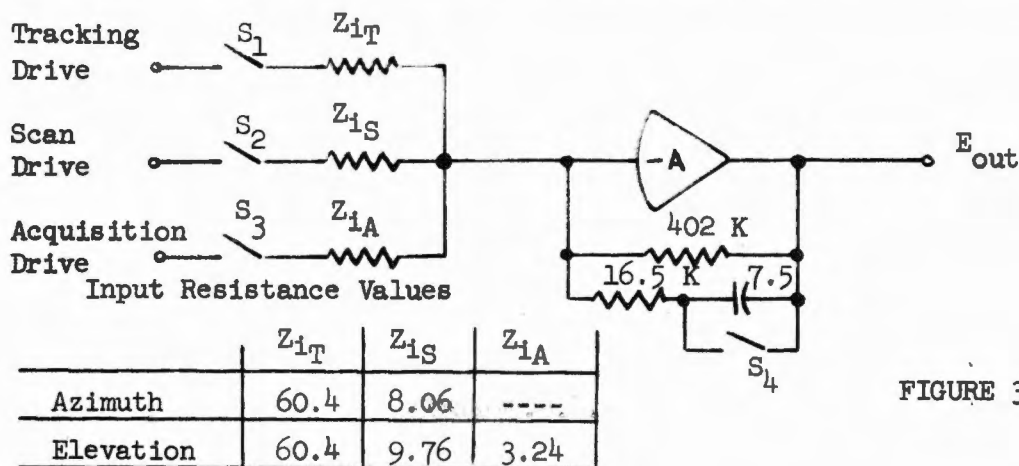 Tracking
Drive
S1
ZiT
Scan
Drive
S2
ZiS
Acquisition
Drive
S3
ZiA
-A
Eout
402 K
16.5 K
7.5
S4
Input Resistance Values
ZiT ZiS ZiA
Azimuth 60.4 8.06 ----
Elevation 60.4 9.76 3.24
FIGURE 3